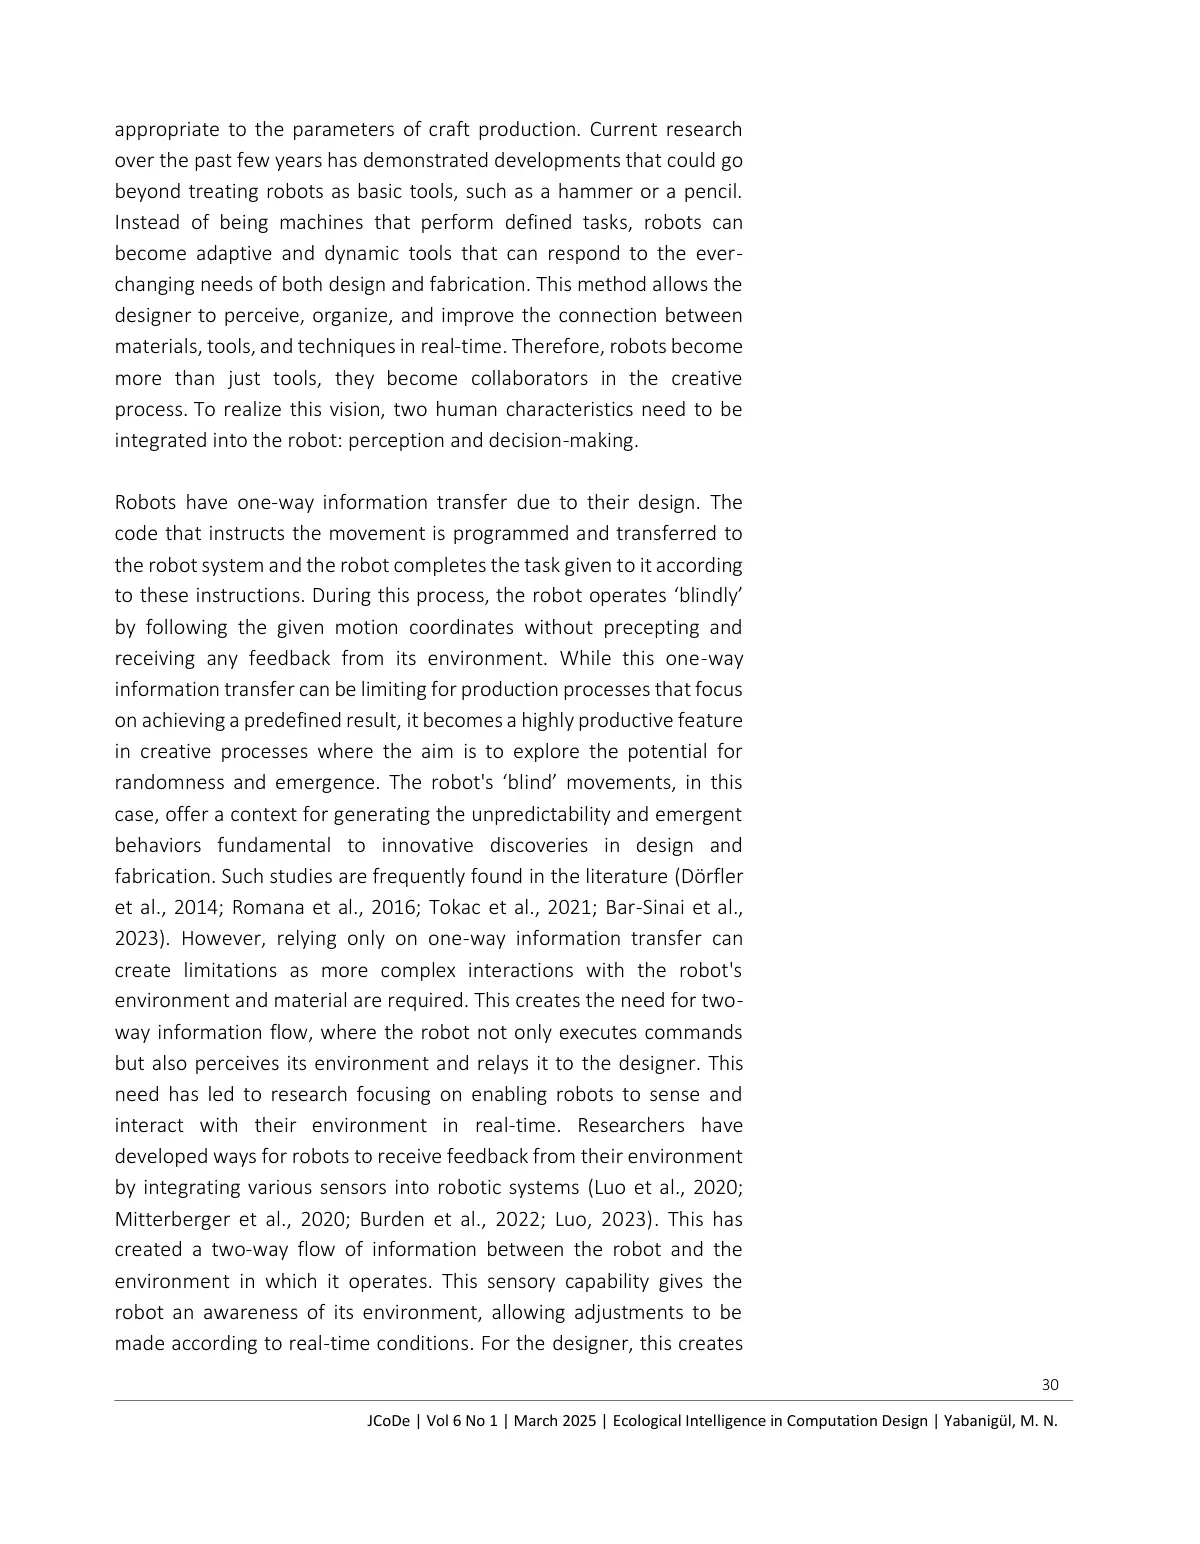 appropriate to the parameters of craft production. Current research
over the past few years has demonstrated developments that could go
beyond treating robots as basic tools, such as a hammer or a pencil.
Instead of being machines that perform defined tasks, robots can
become adaptive and dynamic tools that can respond to the ever-
changing needs of both design and fabrication. This method allows the
designer to perceive, organize, and improve the connection between
materials, tools, and techniques in real-time. Therefore, robots become
more than just tools, they become collaborators in the creative
process. To realize this vision, two human characteristics need to be
integrated into the robot: perception and decision-making.
Robots have one-way information transfer due to their design. The
code that instructs the movement is programmed and transferred to
the robot system and the robot completes the task given to it according
to these instructions. During this process, the robot operates ‘blindly’
by following the given motion coordinates without precepting and
receiving any feedback from its environment. While this one-way
information transfer can be limiting for production processes that focus
on achieving a predefined result, it becomes a highly productive feature
in creative processes where the aim is to explore the potential for
randomness and emergence. The robot's ‘blind’ movements, in this
case, offer a context for generating the unpredictability and emergent
behaviors fundamental to innovative discoveries in design and
fabrication. Such studies are frequently found in the literature (Dörfler
et al., 2014; Romana et al., 2016; Tokac et al., 2021; Bar-Sinai et al.,
2023). However, relying only on one-way information transfer can
create limitations as more complex interactions with the robot's
environment and material are required. This creates the need for two-
way information flow, where the robot not only executes commands
but also perceives its environment and relays it to the designer. This
need has led to research focusing on enabling robots to sense and
interact with their environment in real-time. Researchers have
developed ways for robots to receive feedback from their environment
by integrating various sensors into robotic systems (Luo et al., 2020;
Mitterberger et al., 2020; Burden et al., 2022; Luo, 2023). This has
created a two-way flow of information between the robot and the
environment in which it operates. This sensory capability gives the
robot an awareness of its environment, allowing adjustments to be
made according to real-time conditions. For the designer, this creates
30
JCoDe | Vol 6 No 1 | March 2025 | Ecological Intelligence in Computation Design | Yabanigül, M. N.